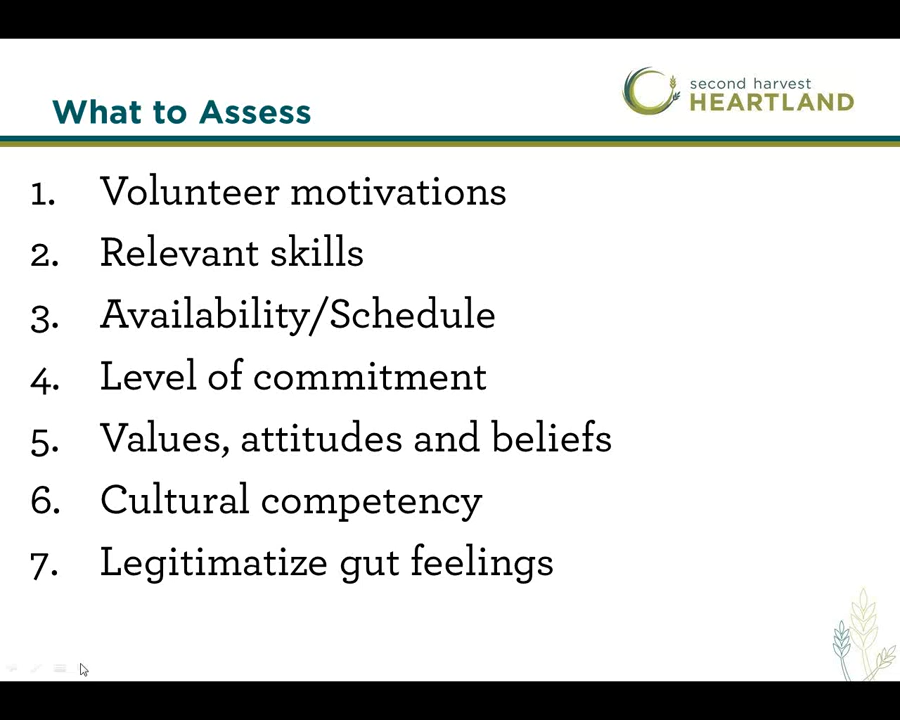 What to Assess
second harvest
HEARTLAND
1. Volunteer motivations
2. Relevant skills
3. Availability/Schedule
4. Level of commitment
5. Values, attitudes and beliefs
6. Cultural competency
7. Legitimatize gut feelings